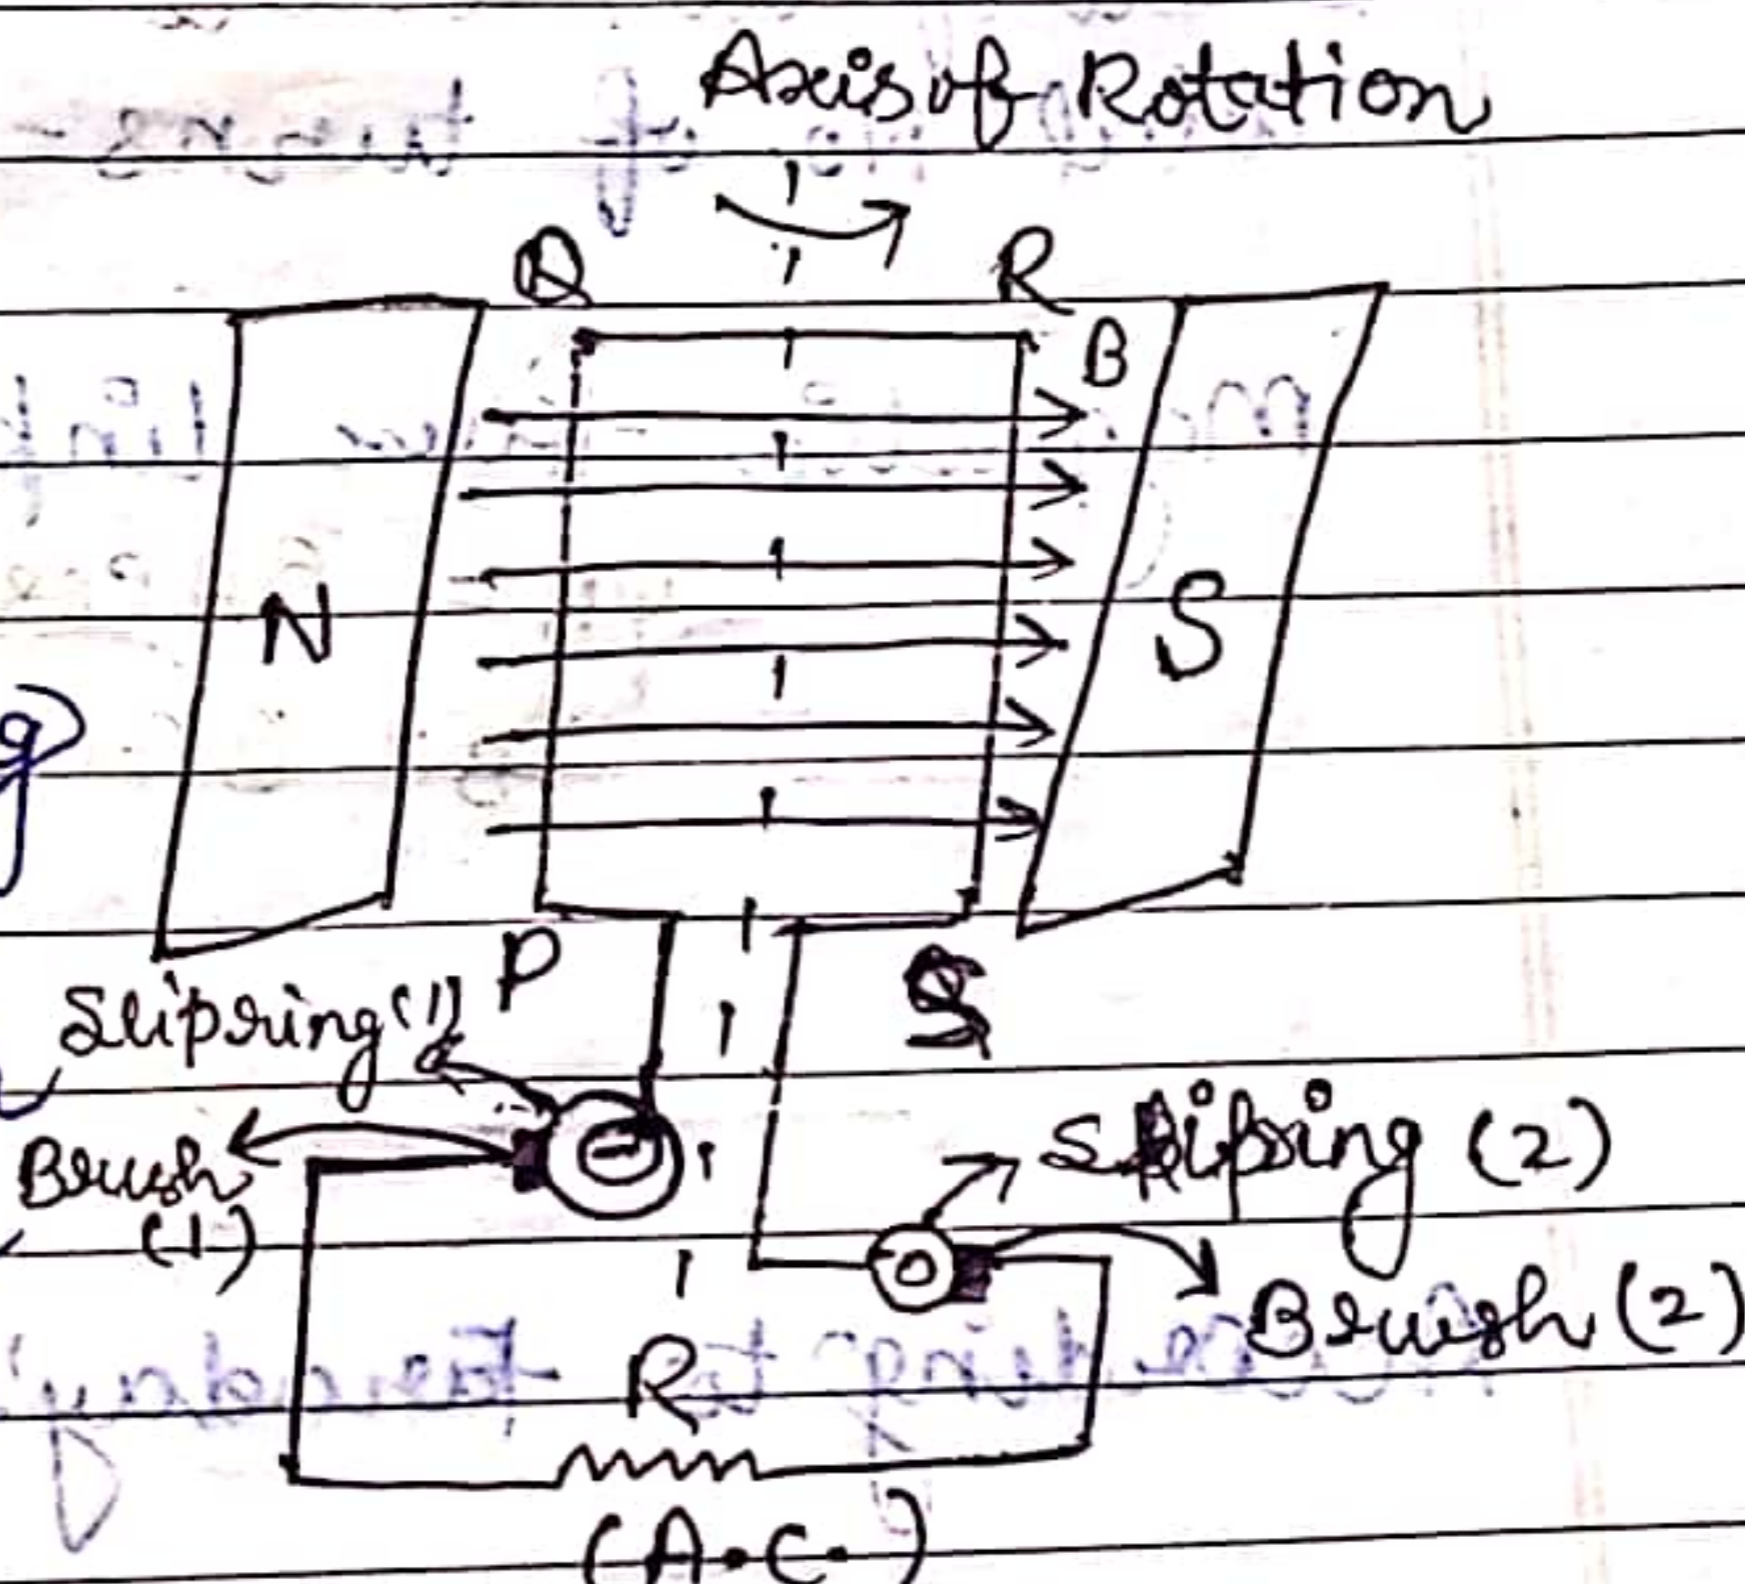 Axis of Rotation
Q R
B
N S
P S
Slipring (1)
Slipring (2)
Brush
(1)
Brush (2)
R
(A.C.)